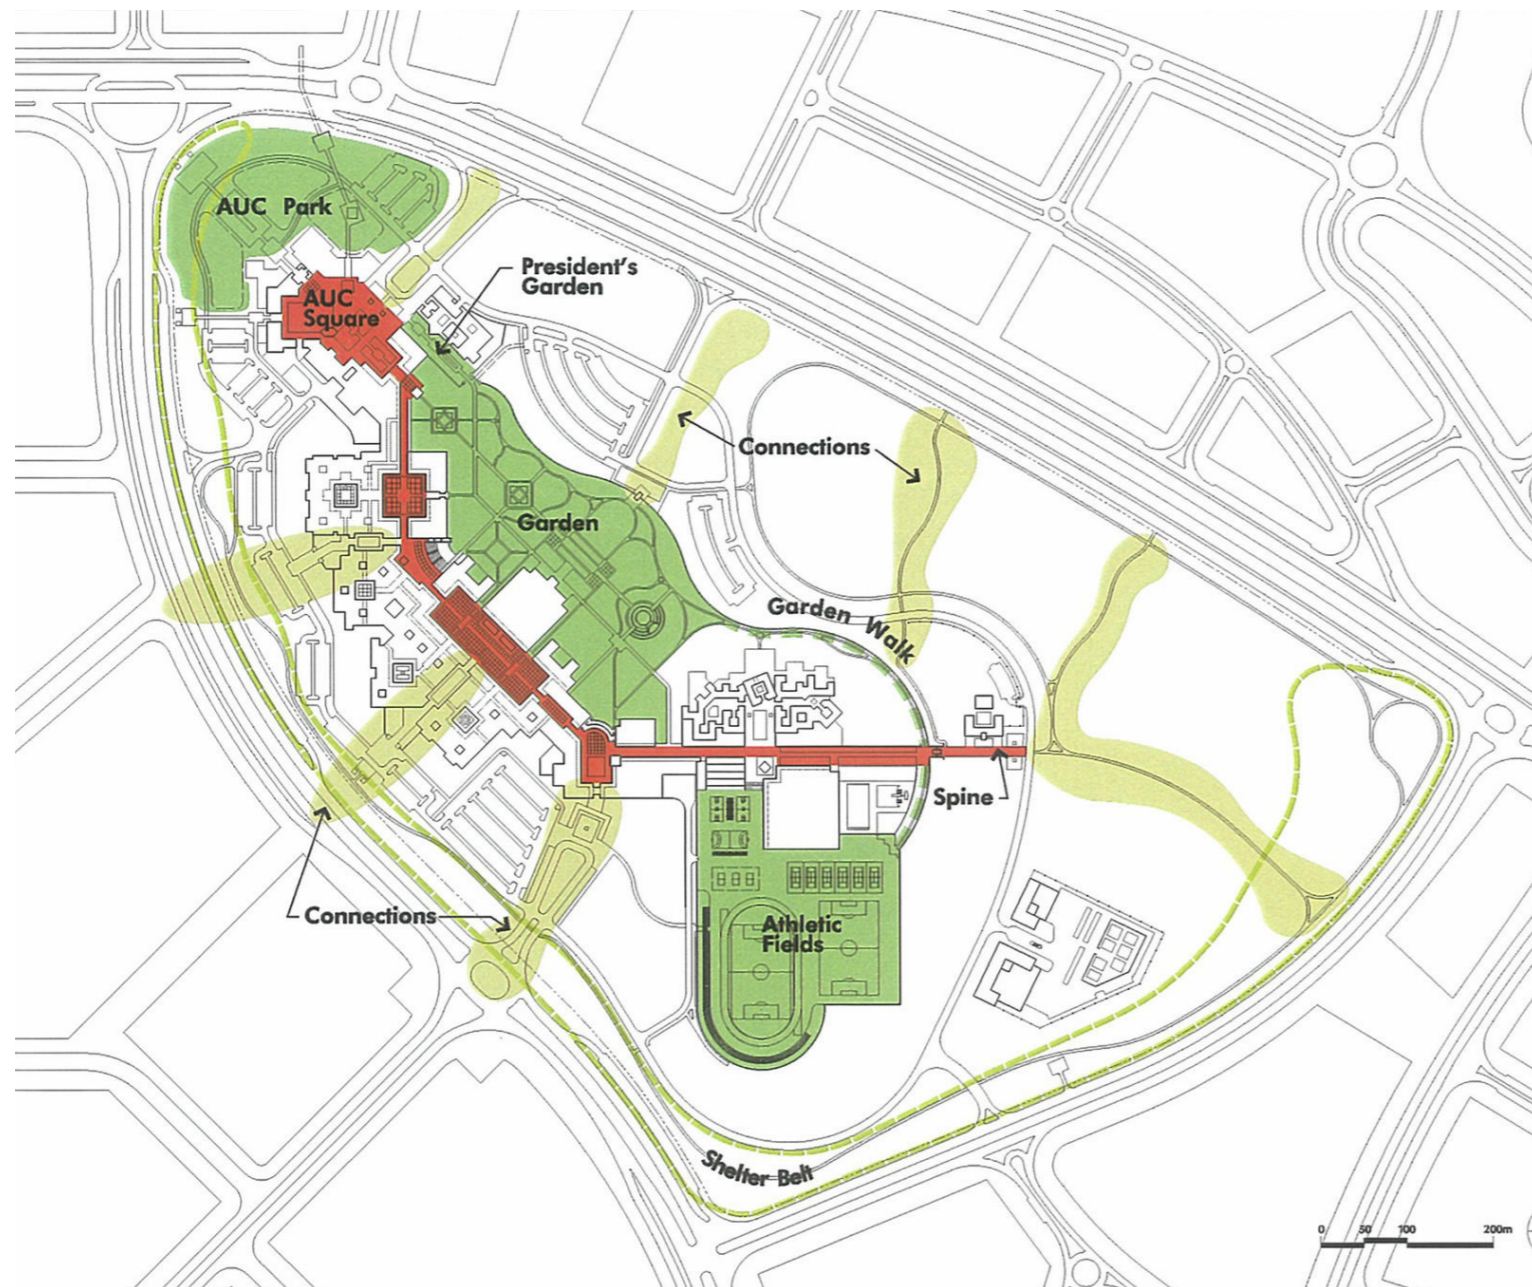 AUC Park
President's
Garden
AUC
Square
Connections
Garden
Garden Walk
Spine
Connections
Athletic
Fields
Shelter Belt
0 50 100 200m